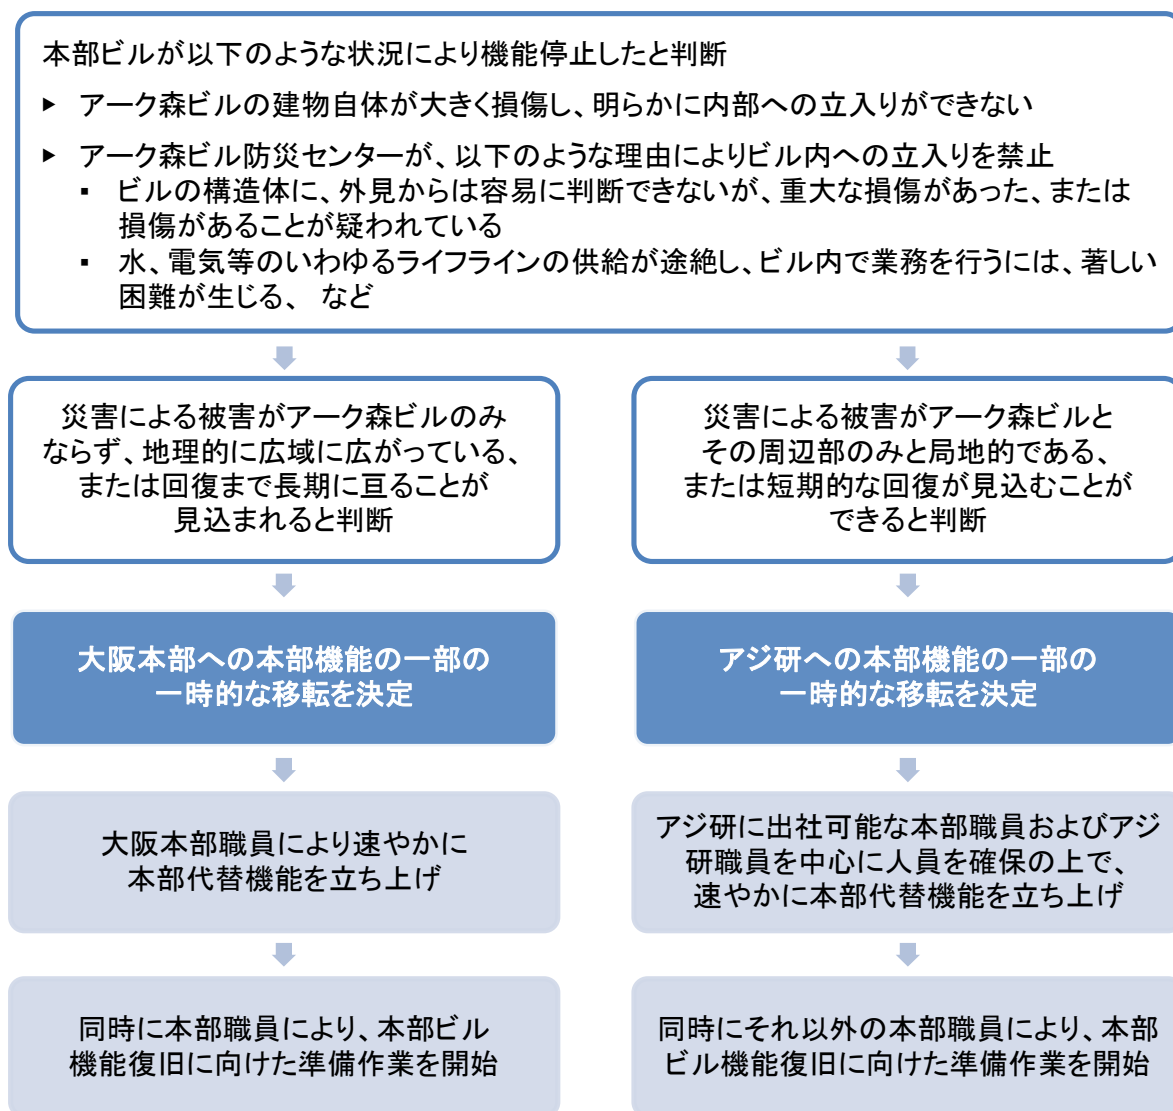 本部ビルが以下のような状況により機能停止したと判断
▶ アーク森ビルの建物自体が大きく損傷し、明らかに内部への立入りができない
▶ アーク森ビル防災センターが、以下のような理由によりビル内への立入りを禁止
▪ ビルの構造体に、外見からは容易に判断できないが、重大な損傷があった、または
損傷があることが疑われている
▪ 水、電気等のいわゆるライフラインの供給が途絶し、ビル内で業務を行うには、著しい
困難が生じる、 など
災害による被害がアーク森ビルのみ
ならず、地理的に広域に広がっている、
または回復まで長期に亘ることが
見込まれると判断
大阪本部への本部機能の一部の
一時的な移転を決定
大阪本部職員により速やかに
本部代替機能を立ち上げ
同時に本部職員により、本部ビル
機能復旧に向けた準備作業を開始
災害による被害がアーク森ビルと
その周辺部のみと局地的である、
または短期的な回復が見込むことが
できると判断
アジ研への本部機能の一部の
一時的な移転を決定
アジ研に出社可能な本部職員およびアジ
研職員を中心に人員を確保の上で、
速やかに本部代替機能を立ち上げ
同時にそれ以外の本部職員により、本部
ビル機能復旧に向けた準備作業を開始